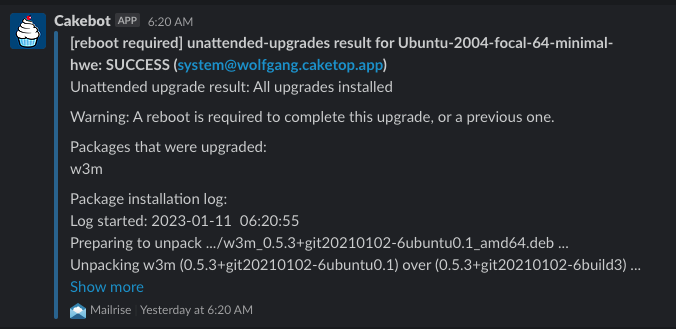 Cakebot APP 6:20 AM
[reboot required] unattended-upgrades result for Ubuntu-2004-focal-64-minimal-
hwe: SUCCESS (system@wolfgang.caketop.app)
Unattended upgrade result: All upgrades installed
Warning: A reboot is required to complete this upgrade, or a previous one.
Packages that were upgraded:
w3m
Package installation log:
Log started: 2023-01-11  06:20:55
Preparing to unpack .../w3m_0.5.3+git20210102-6ubuntu0.1_amd64.deb ...
Unpacking w3m (0.5.3+git20210102-6ubuntu0.1) over (0.5.3+git20210102-6build3) ...
Show more
Mailrise | Yesterday at 6:20 AM